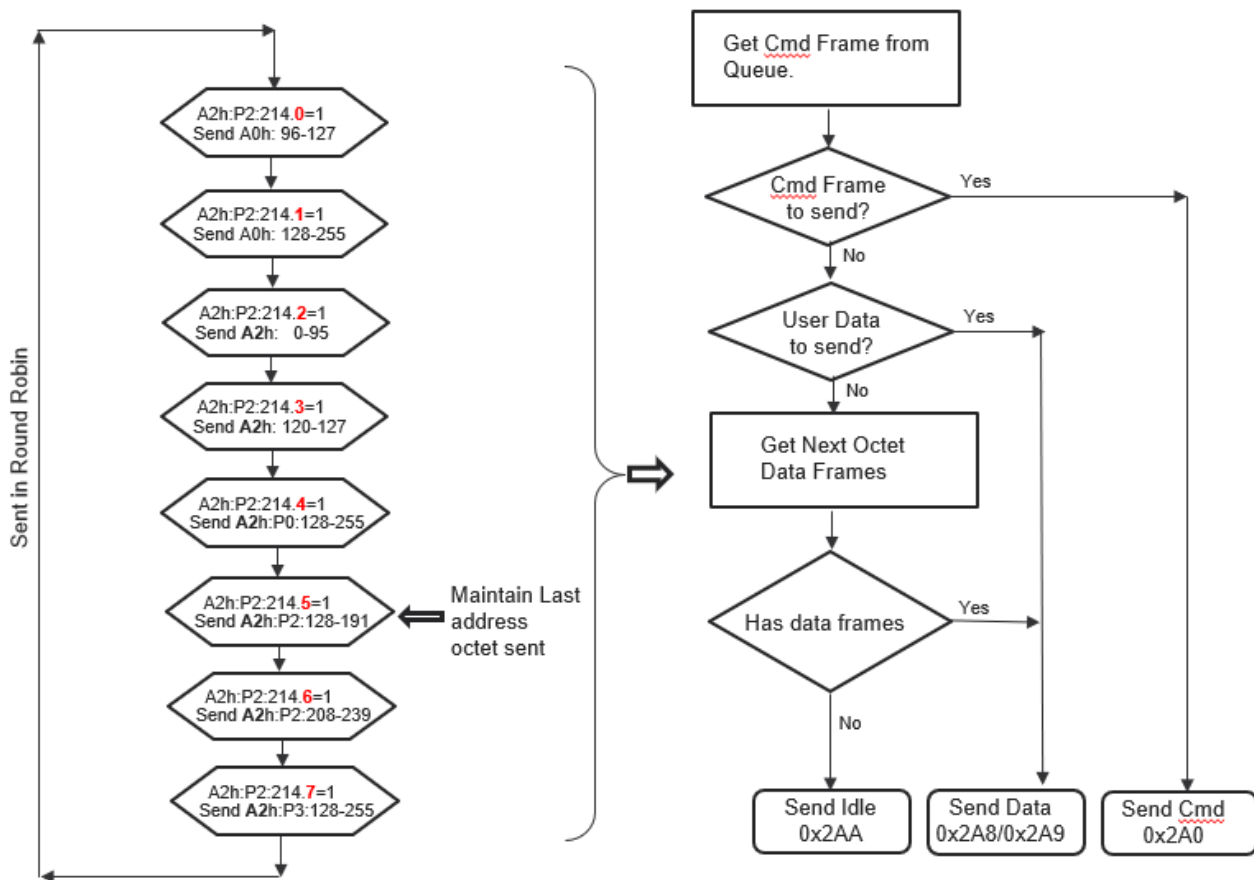 Sent in Round Robin
A2h:P2:214.0=1
Send A0h: 96-127
A2h:P2:214.1=1
Send A0h: 128-255
A2h:P2:214.2=1
Send A2h: 0-95
A2h:P2:214.3=1
Send A2h: 120-127
A2h:P2:214.4=1
Send A2h:P0:128-255
A2h:P2:214.5=1
Send A2h:P2:128-191
A2h:P2:214.6=1
Send A2h:P2:208-239
A2h:P2:214.7=1
Send A2h:P3:128-255
Maintain Last
address
octet sent
Get Cmd Frame from
Queue.
Cmd Frame
to send?
Yes
No
User Data
to send?
Yes
No
Get Next Octet
Data Frames
Has data frames
Yes
No
Send Idle
0x2AA
Send Data
0x2A8/0x2A9
Send Cmd
0x2A0